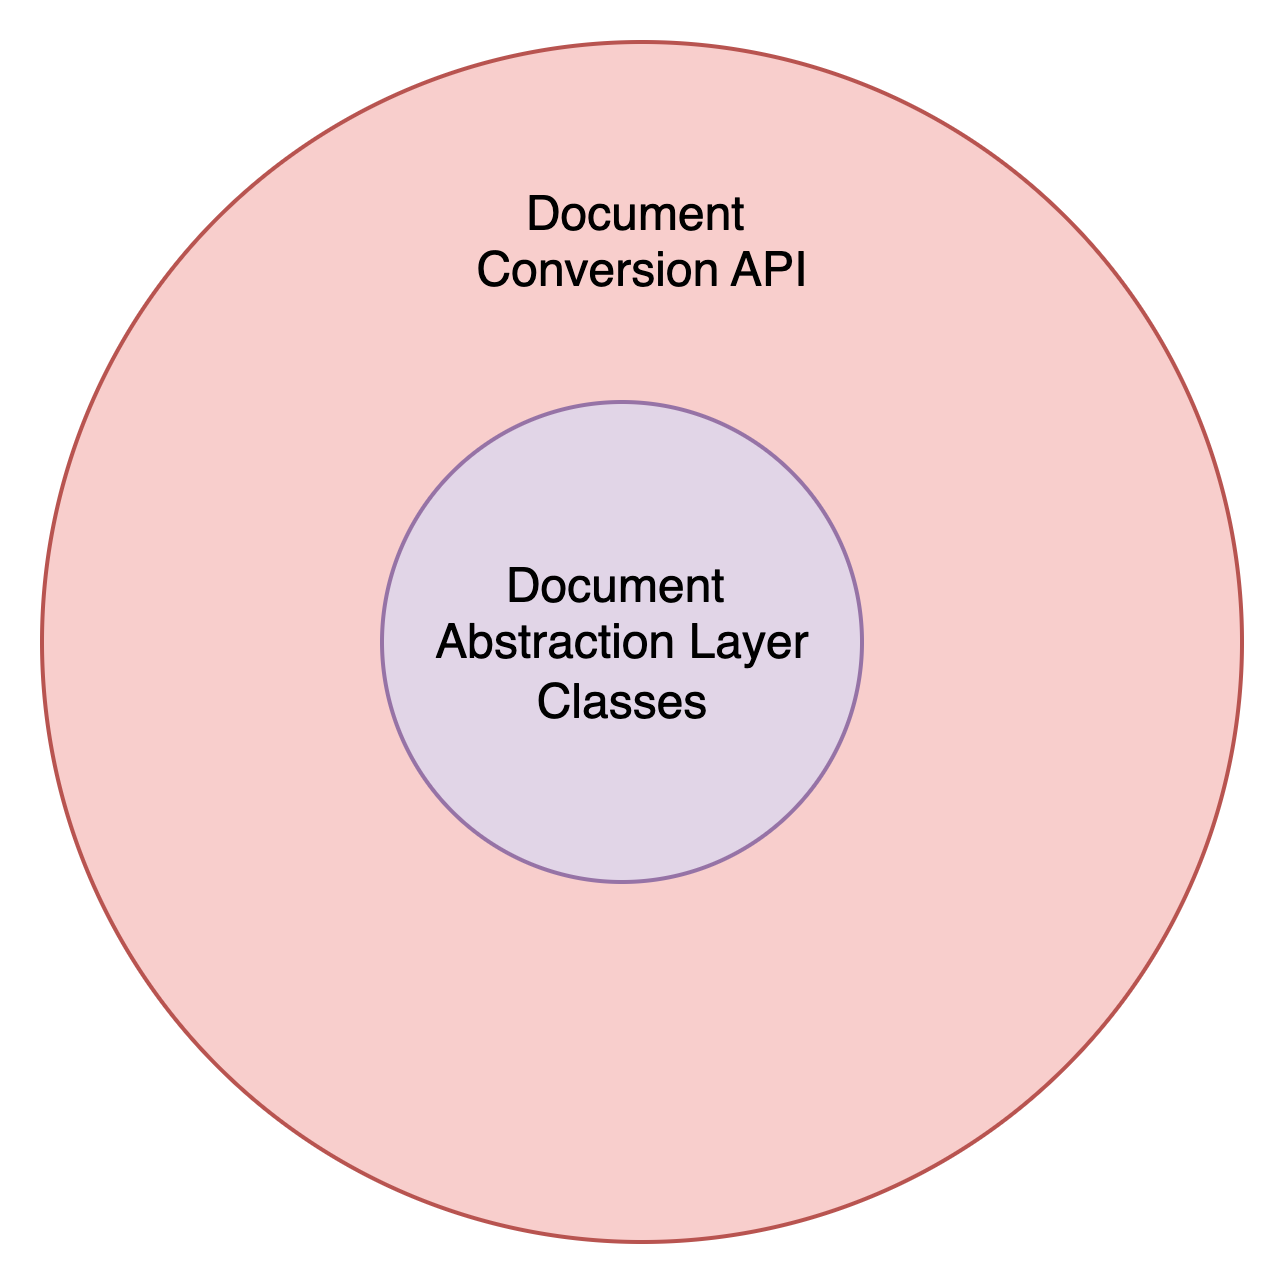 Document
Conversion API
Document
Abstraction Layer
Classes